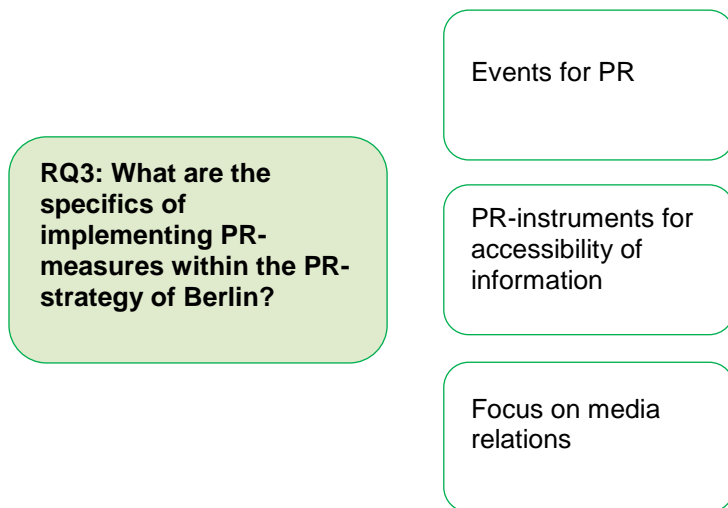 RQ3: What are the
specifics of
implementing PR-
measures within the PR-
strategy of Berlin?
Events for PR
PR-instruments for
accessibility of
information
Focus on media
relations